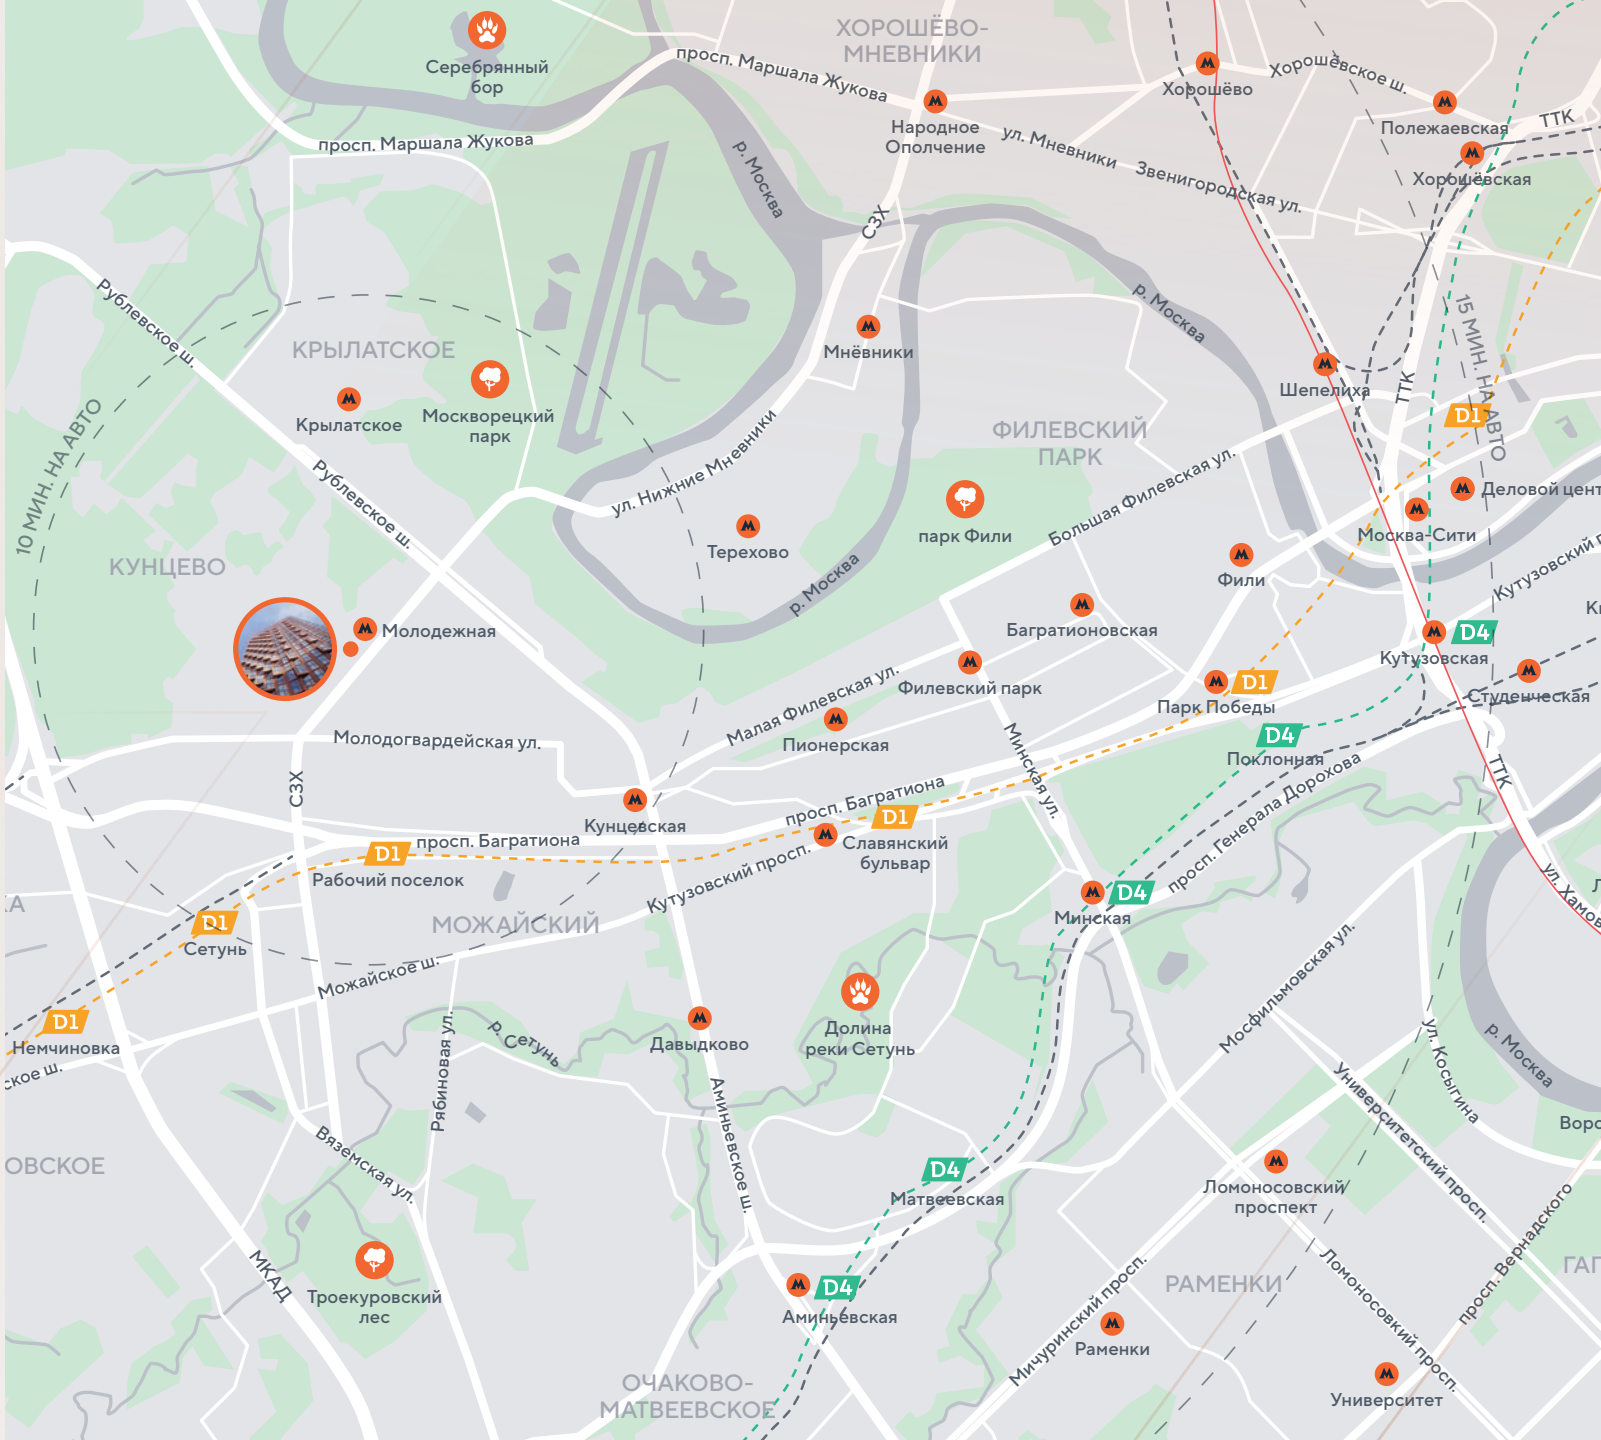 ХОРОШЁВО-
МНЕВНИКИ
Серебрянный
бор
просп. Маршала Жукова
Хорошёво
Хорошёвское ш.
Полежаевская
ТТК
Народное
Ополчение
просп. Маршала Жукова
р. Москва
ул. Мневники
Звенигородская ул.
Хорошёвская
СЗХ
Рублевское ш.
р. Москва
15 МИН. НА АВТО
КРЫЛАТСКОЕ
Мнёвники
Шепелиха
ТТК
Крылатское
Москворецкий
парк
D1
10 МИН. НА АВТО
ФИЛЕВСКИЙ
ПАРК
ул. Нижние Мневники
Большая Филевская ул.
Рублевское ш.
Деловой цент
парк Фили
Москва-Сити
Терехово
КУНЦЕВО
Фили
Кутузовский п
р. Москва
Багратионовская
Молодежная
D4
Кутузовская
Филевский парк
D1
Парк Победы
Студенческая
Малая Филевская ул.
Пионерская
Молодогвардейская ул.
D4
Поклонная
Минская ул.
ТТК
СЗХ
Кунцевская
просп. Багратиона
D1
Славянский
бульвар
просп. Генерала Дорохова
просп. Багратиона
D1
Рабочий поселок
Кутузовский просп.
D4
Минская
ул. Хамов
КА
МОЖАЙСКИЙ
D1
Сетунь
Можайское ш.
Мосфильмовская ул.
D1
Немчиновка
ское ш.
Рябиновая ул.
р. Сетунь
Давыдково
Долина
реки Сетунь
ул. Косыгина
р. Москва
Университетский просп.
Воро
Аминьевское ш.
Вяземская ул.
ОВСКОЕ
D4
Матвеевская
Ломоносовский
проспект
просп. Вернадского
МКАД
Троекуровский
лес
D4
Аминьевская
РАМЕНКИ
ГАГ
Мичуринский просп.
Раменки
Ломоносовкий просп.
ОЧАКОВО-
МАТВЕЕВСКОЕ
Университет